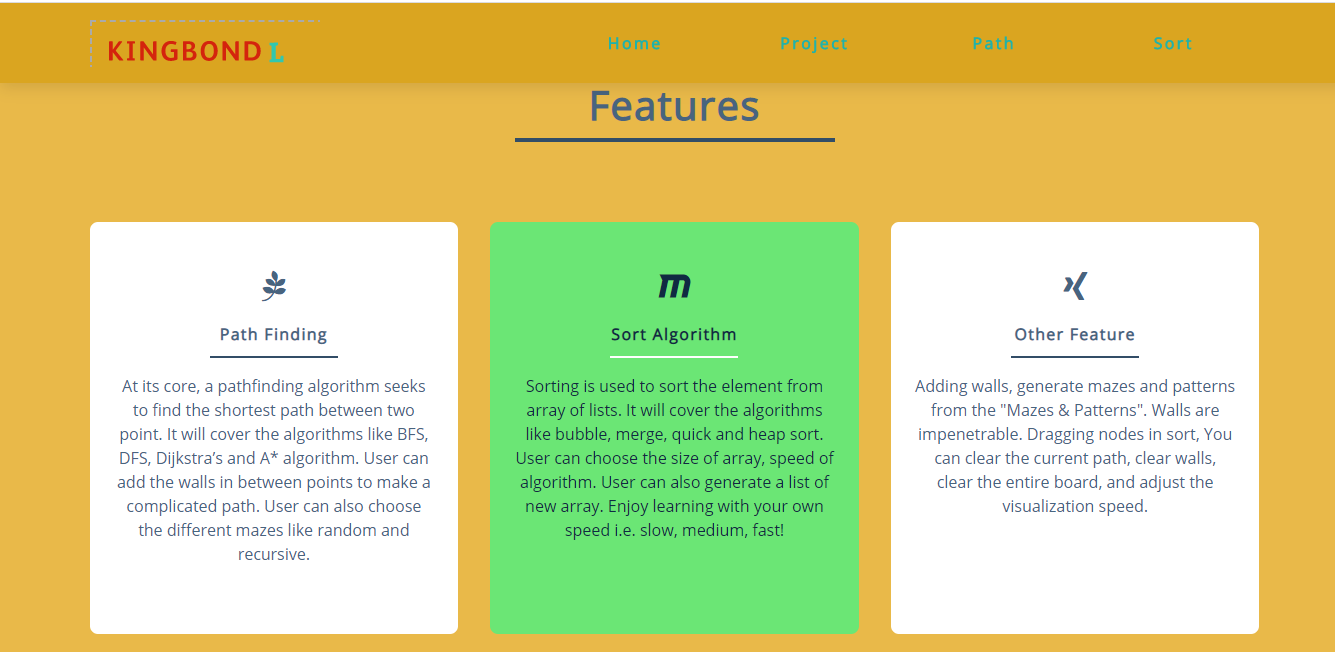 KINGBOND L
Home Project Path Sort
Features
Path Finding
At its core, a pathfinding algorithm seeks
to find the shortest path between two
point. It will cover the algorithms like BFS,
DFS, Dijkstra’s and A* algorithm. User can
add the walls in between points to make a
complicated path. User can also choose
the different mazes like random and
recursive.
Sort Algorithm
Sorting is used to sort the element from
array of lists. It will cover the algorithms
like bubble, merge, quick and heap sort.
User can choose the size of array, speed of
algorithm. User can also generate a list of
new array. Enjoy learning with your own
speed i.e. slow, medium, fast!
Other Feature
Adding walls, generate mazes and patterns
from the "Mazes & Patterns". Walls are
impenetrable. Dragging nodes in sort, You
can clear the current path, clear walls,
clear the entire board, and adjust the
visualization speed.